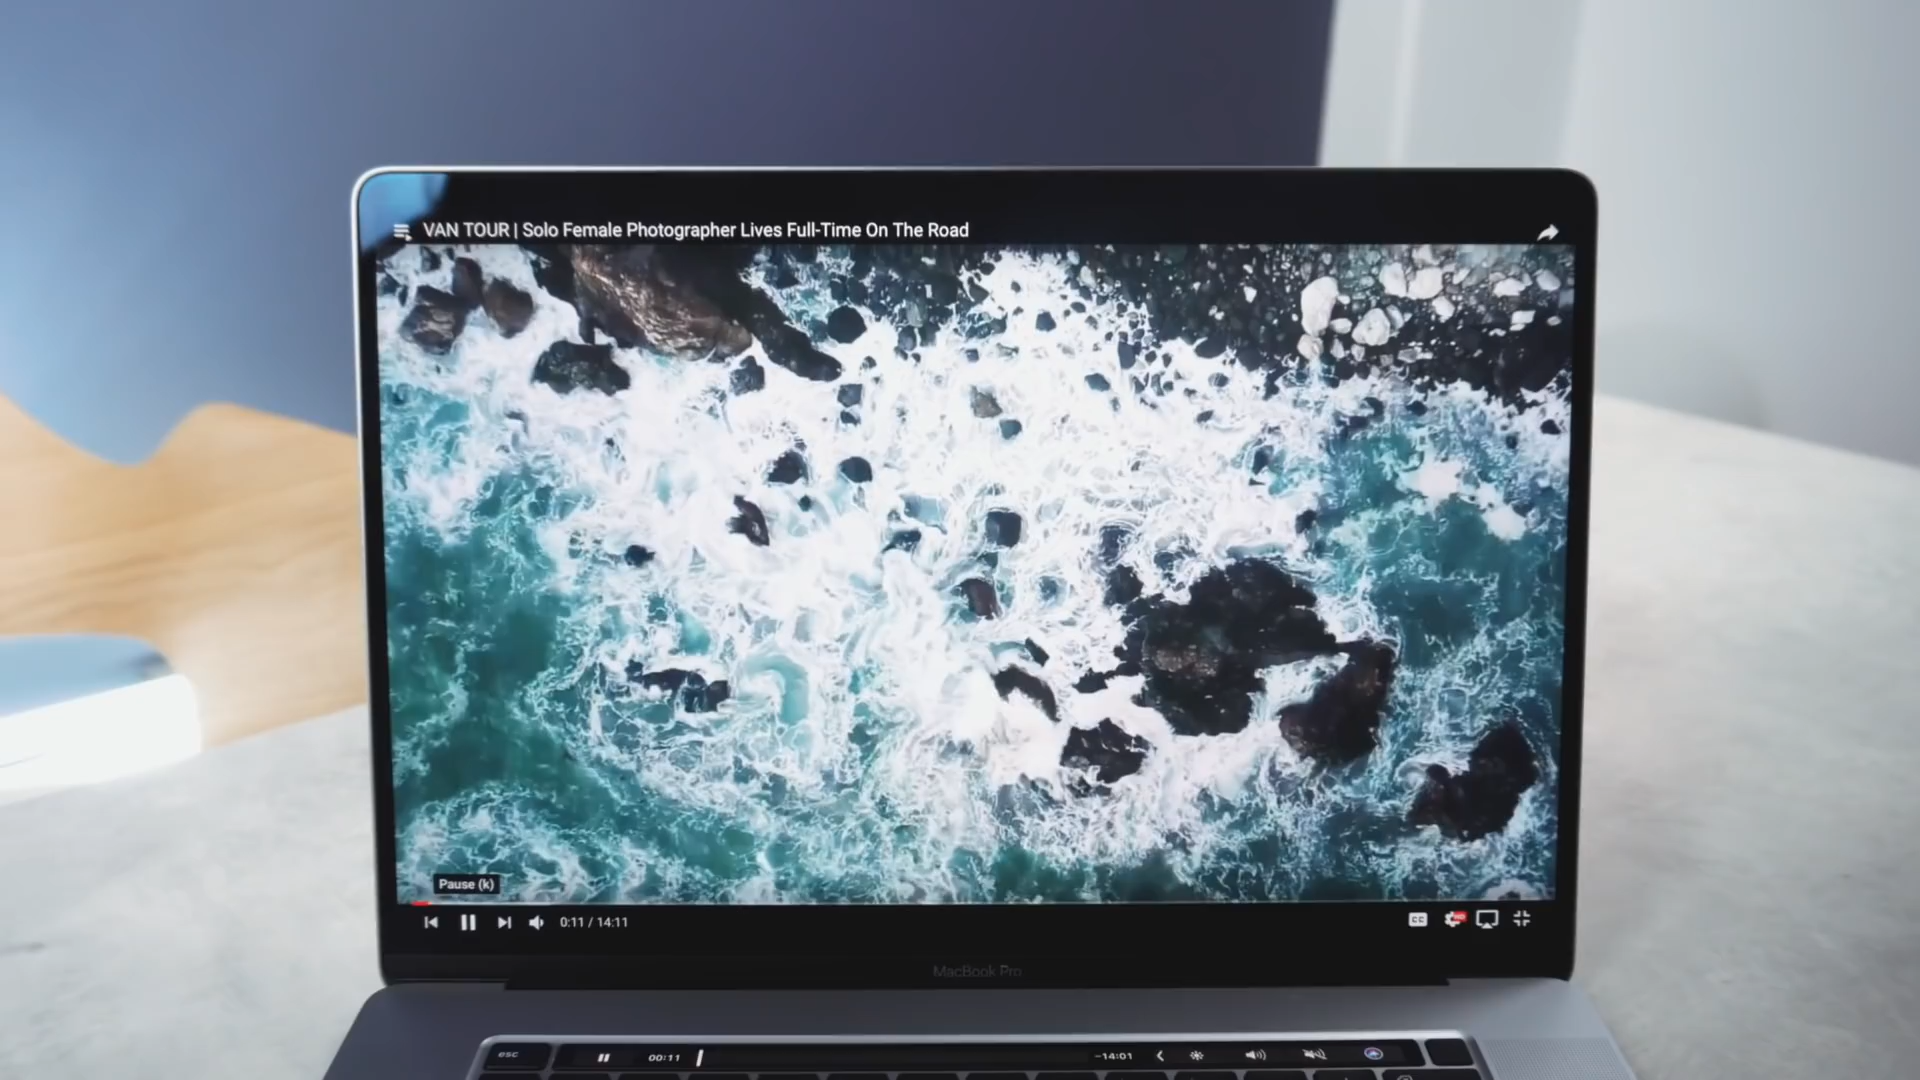 VAN TOUR | Solo Female Photographer Lives Full-Time On The Road
Pause (k)
0:11 / 14:11
CC
HD
MacBook Pro
esc
00:11
-14:01